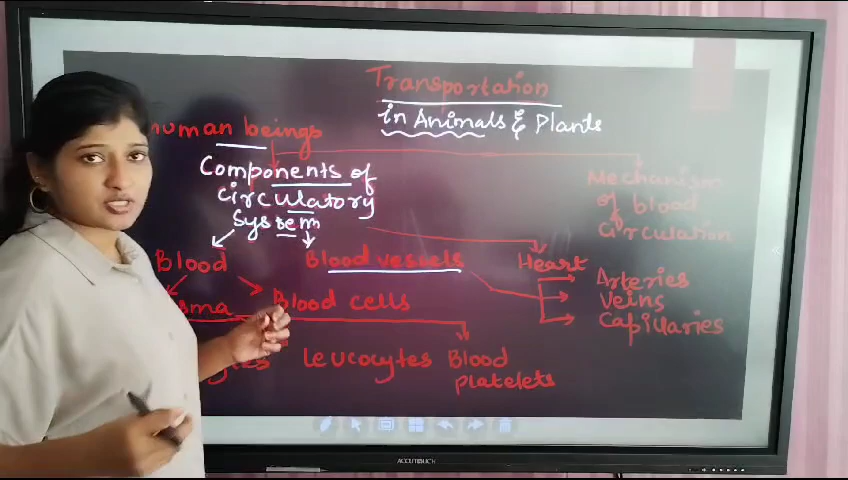 Transportation
in Animals & Plants
human beings
Components of
circulatory
system
Mechanism
of blood
circulation
Blood
Blood vessels
Heart
Arteries
Veins
Capillaries
Blood cells
leucocytes
Blood
platelets
ACCUTOUCH